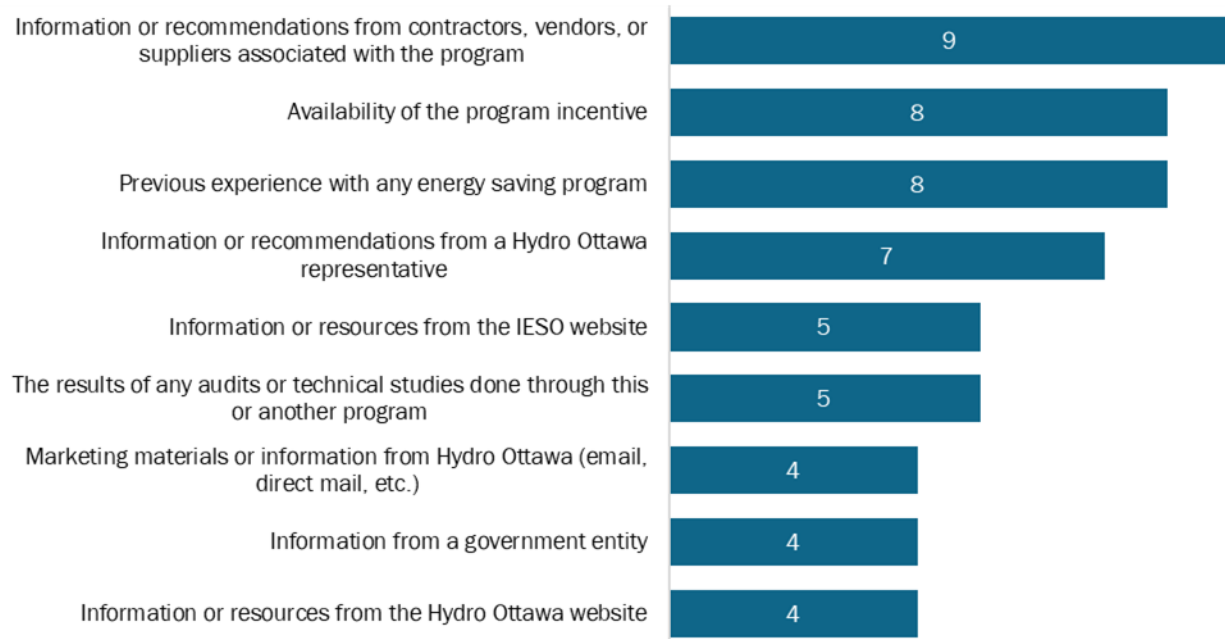 Information or recommendations from contractors, vendors, or
suppliers associated with the program
9
Availability of the program incentive
8
Previous experience with any energy saving program
8
Information or recommendations from a Hydro Ottawa
representative
7
Information or resources from the IESO website
5
The results of any audits or technical studies done through this
or another program
5
Marketing materials or information from Hydro Ottawa (email,
direct mail, etc.)
4
Information from a government entity
4
Information or resources from the Hydro Ottawa website
4